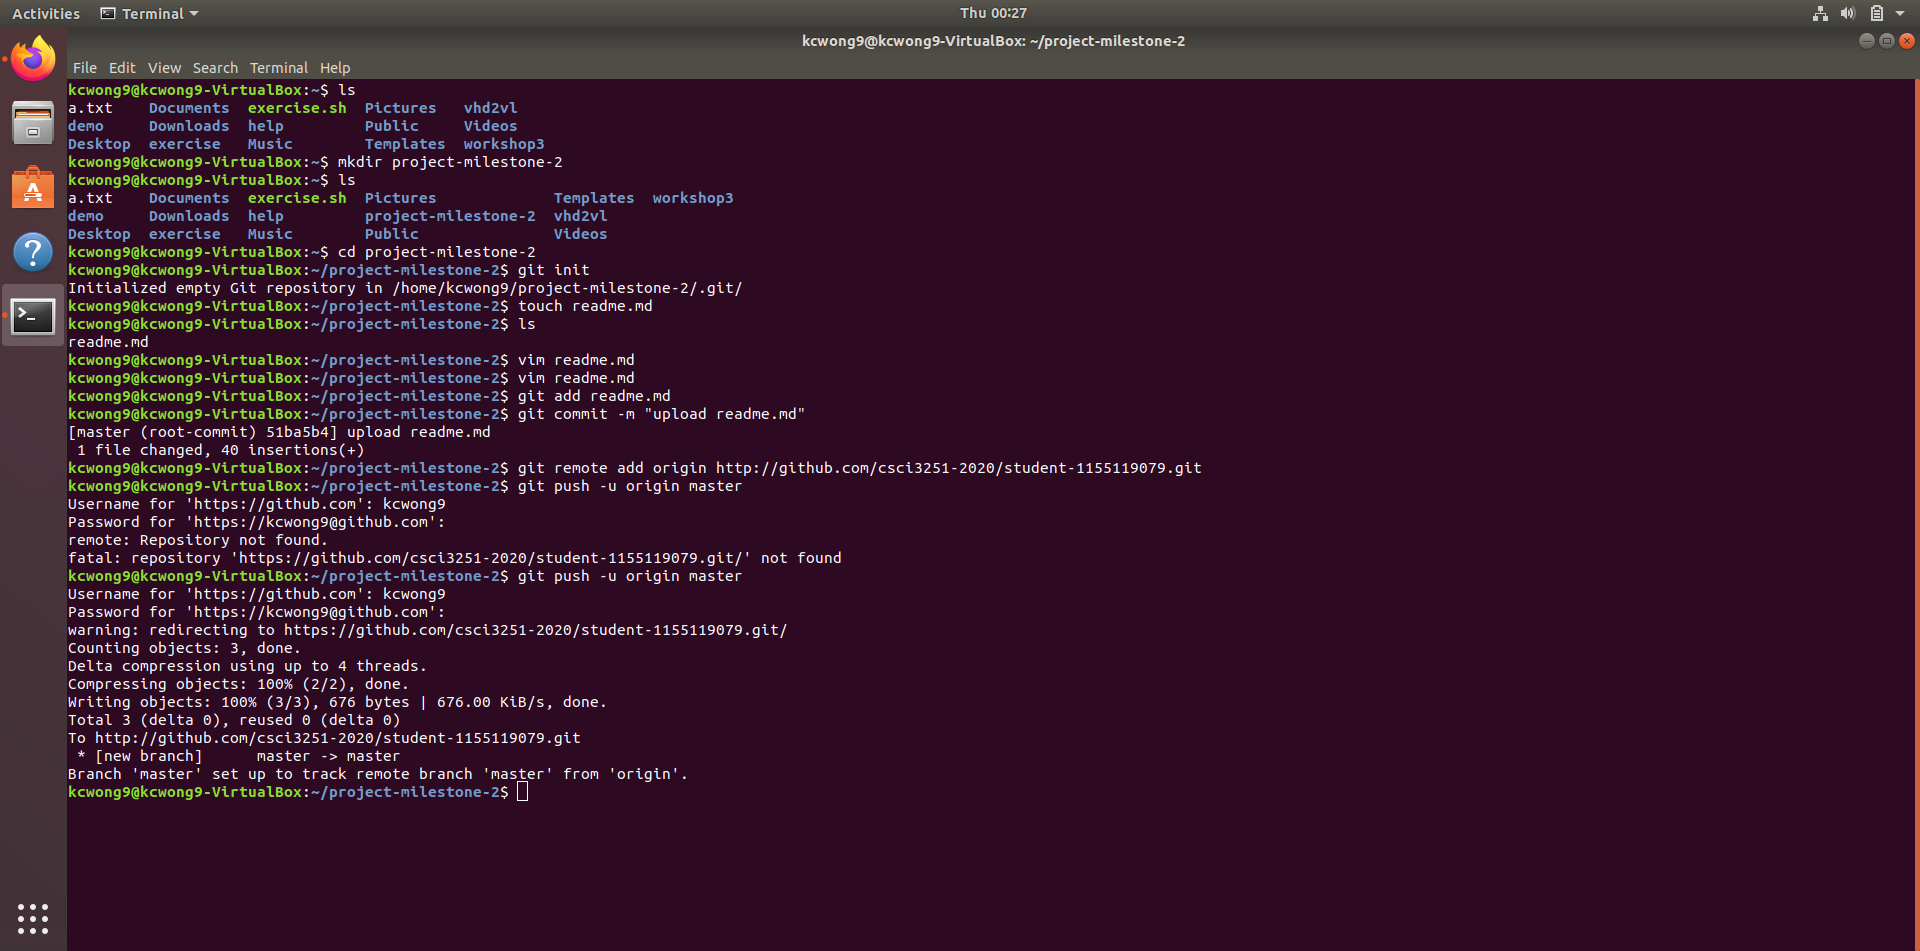 Activities Terminal Thu 00:27
kcwong9@kcwong9-VirtualBox: ~/project-milestone-2
File Edit View Search Terminal Help
kcwong9@kcwong9-VirtualBox:~$ ls
a.txt    Documents  exercise.sh  Pictures   vhd2vl
demo     Downloads  help         Public     Videos
Desktop  exercise   Music        Templates  workshop3
kcwong9@kcwong9-VirtualBox:~$ mkdir project-milestone-2
kcwong9@kcwong9-VirtualBox:~$ ls
a.txt    Documents  exercise.sh  Pictures             Templates  workshop3
demo     Downloads  help         project-milestone-2  vhd2vl
Desktop  exercise   Music        Public               Videos
kcwong9@kcwong9-VirtualBox:~$ cd project-milestone-2
kcwong9@kcwong9-VirtualBox:~/project-milestone-2$ git init
Initialized empty Git repository in /home/kcwong9/project-milestone-2/.git/
kcwong9@kcwong9-VirtualBox:~/project-milestone-2$ touch readme.md
kcwong9@kcwong9-VirtualBox:~/project-milestone-2$ ls
readme.md
kcwong9@kcwong9-VirtualBox:~/project-milestone-2$ vim readme.md
kcwong9@kcwong9-VirtualBox:~/project-milestone-2$ vim readme.md
kcwong9@kcwong9-VirtualBox:~/project-milestone-2$ git add readme.md
kcwong9@kcwong9-VirtualBox:~/project-milestone-2$ git commit -m "upload readme.md"
[master (root-commit) 51ba5b4] upload readme.md
 1 file changed, 40 insertions(+)
kcwong9@kcwong9-VirtualBox:~/project-milestone-2$ git remote add origin http://github.com/csci3251-2020/student-1155119079.git
kcwong9@kcwong9-VirtualBox:~/project-milestone-2$ git push -u origin master
Username for 'https://github.com': kcwong9
Password for 'https://kcwong9@github.com':
remote: Repository not found.
fatal: repository 'https://github.com/csci3251-2020/student-1155119079.git/' not found
kcwong9@kcwong9-VirtualBox:~/project-milestone-2$ git push -u origin master
Username for 'https://github.com': kcwong9
Password for 'https://kcwong9@github.com':
warning: redirecting to https://github.com/csci3251-2020/student-1155119079.git/
Counting objects: 3, done.
Delta compression using up to 4 threads.
Compressing objects: 100% (2/2), done.
Writing objects: 100% (3/3), 676 bytes | 676.00 KiB/s, done.
Total 3 (delta 0), reused 0 (delta 0)
To http://github.com/csci3251-2020/student-1155119079.git
 * [new branch]      master -> master
Branch 'master' set up to track remote branch 'master' from 'origin'.
kcwong9@kcwong9-VirtualBox:~/project-milestone-2$